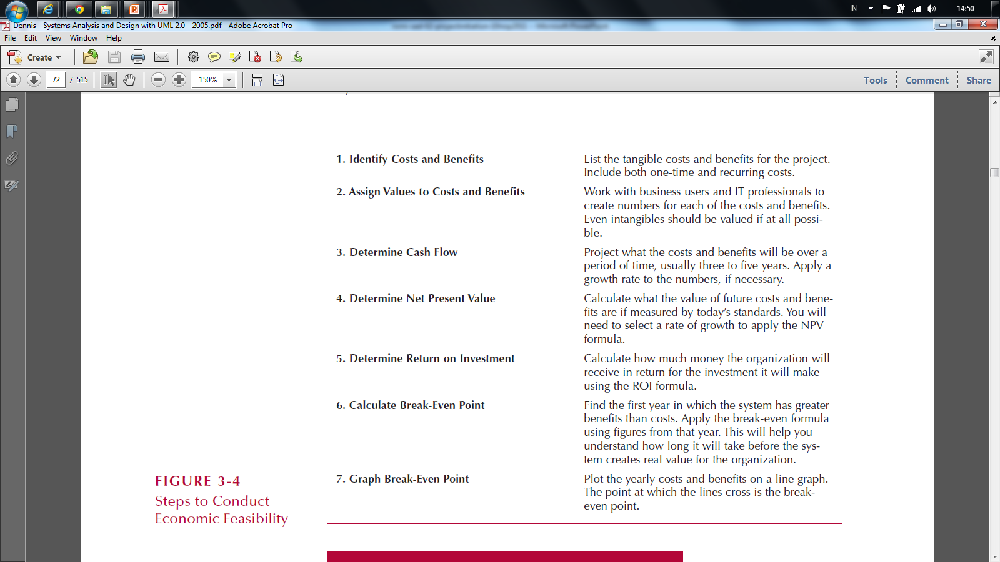 IN
14:50
Dennis - Systems Analysis and Design with UML 2.0 - 2005.pdf - Adobe Acrobat Pro
File Edit View Window Help
Create
72 / 515
150%
Tools Comment Share
1. Identify Costs and Benefits
List the tangible costs and benefits for the project.
Include both one-time and recurring costs.
2. Assign Values to Costs and Benefits
Work with business users and IT professionals to
create numbers for each of the costs and benefits.
Even intangibles should be valued if at all possi-
ble.
3. Determine Cash Flow
Project what the costs and benefits will be over a
period of time, usually three to five years. Apply a
growth rate to the numbers, if necessary.
4. Determine Net Present Value
Calculate what the value of future costs and bene-
fits are if measured by today's standards. You will
need to select a rate of growth to apply the NPV
formula.
5. Determine Return on Investment
Calculate how much money the organization will
receive in return for the investment it will make
using the ROI formula.
6. Calculate Break-Even Point
Find the first year in which the system has greater
benefits than costs. Apply the break-even formula
using figures from that year. This will help you
understand how long it will take before the sys-
tem creates real value for the organization.
7. Graph Break-Even Point
Plot the yearly costs and benefits on a line graph.
The point at which the lines cross is the break-
even point.
FIGURE 3-4
Steps to Conduct
Economic Feasibility